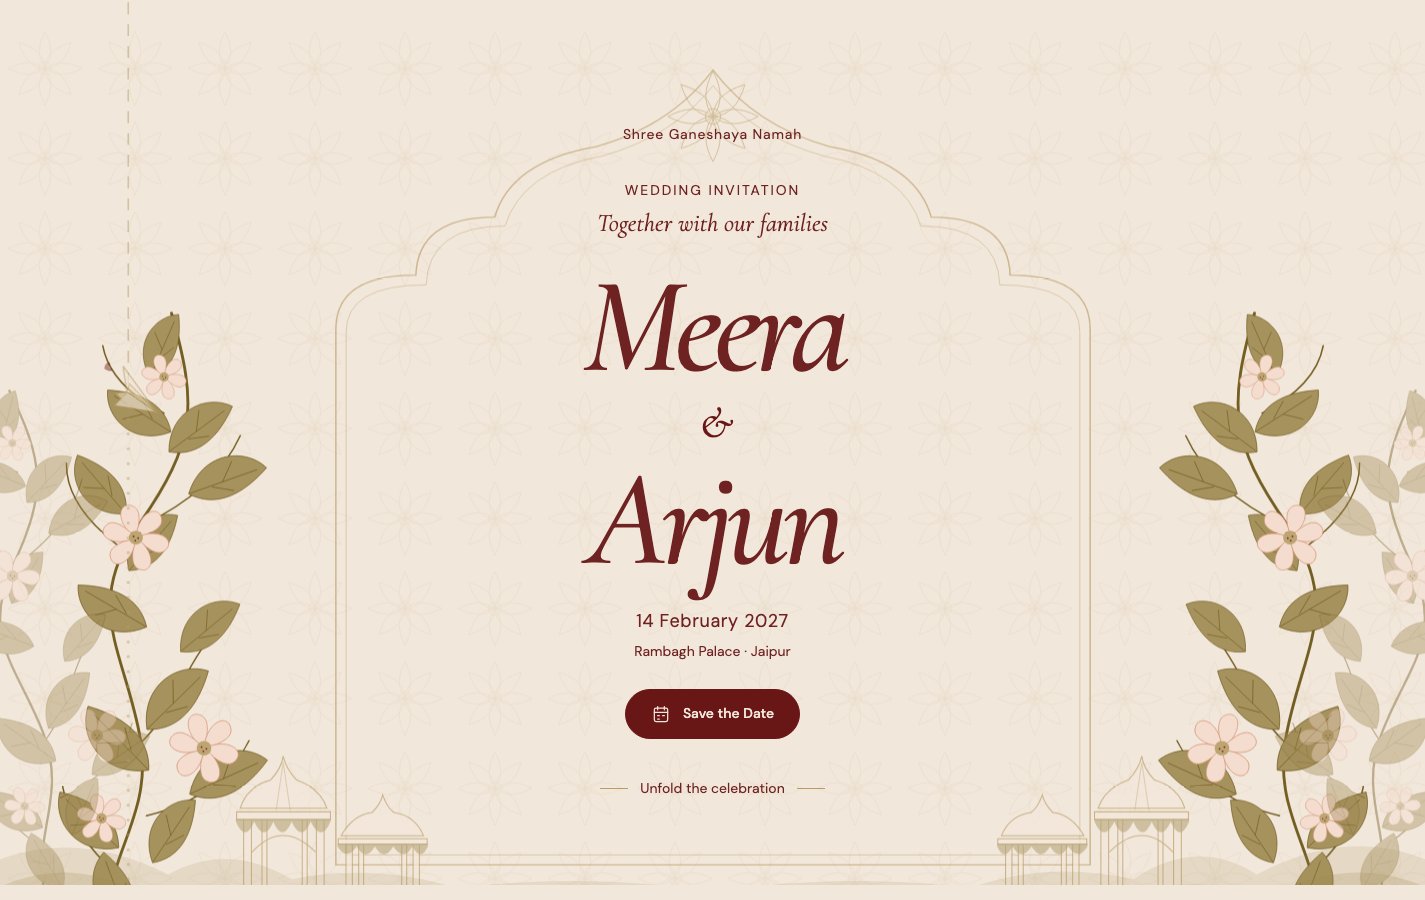 Shree Ganeshaya Namah
WEDDING INVITATION
Together with our families
Meera
&
Arjun
14 February 2027
Rambagh Palace · Jaipur
Save the Date
Unfold the celebration